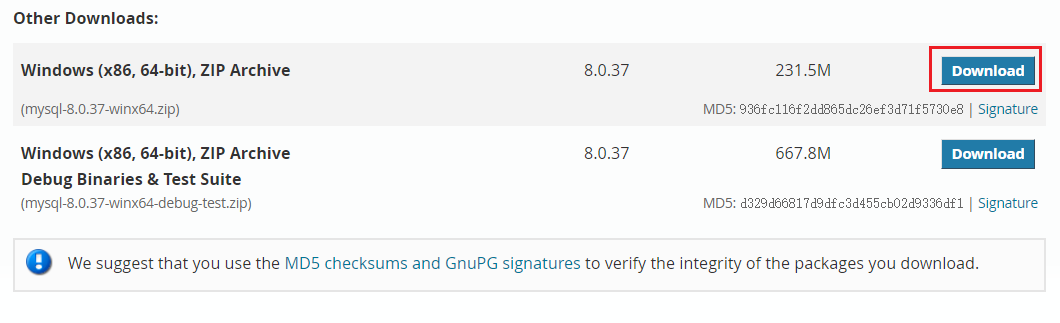 Other Downloads:
Windows (x86, 64-bit), ZIP Archive 8.0.37 231.5M Download
(mysql-8.0.37-winx64.zip) MD5: 936fc116f2dd865dc26ef3d71f5730e8 | Signature
Windows (x86, 64-bit), ZIP Archive 8.0.37 667.8M Download
Debug Binaries & Test Suite
(mysql-8.0.37-winx64-debug-test.zip) MD5: d329d66817d9dfc3d455cb02d9336df1 | Signature
We suggest that you use the MD5 checksums and GnuPG signatures to verify the integrity of the packages you download.